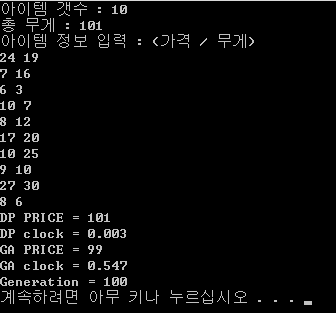 아이템 갯수 : 10
총 무게 : 101
아이템 정보 입력 : (가격 / 무게)
24 19
7 16
6 3
10 7
8 12
17 20
10 25
9 10
27 30
8 6
DP PRICE = 101
DP clock = 0.003
GA PRICE = 99
GA clock = 0.547
Generation = 100
계속하려면 아무 키나 누르십시오 . . .